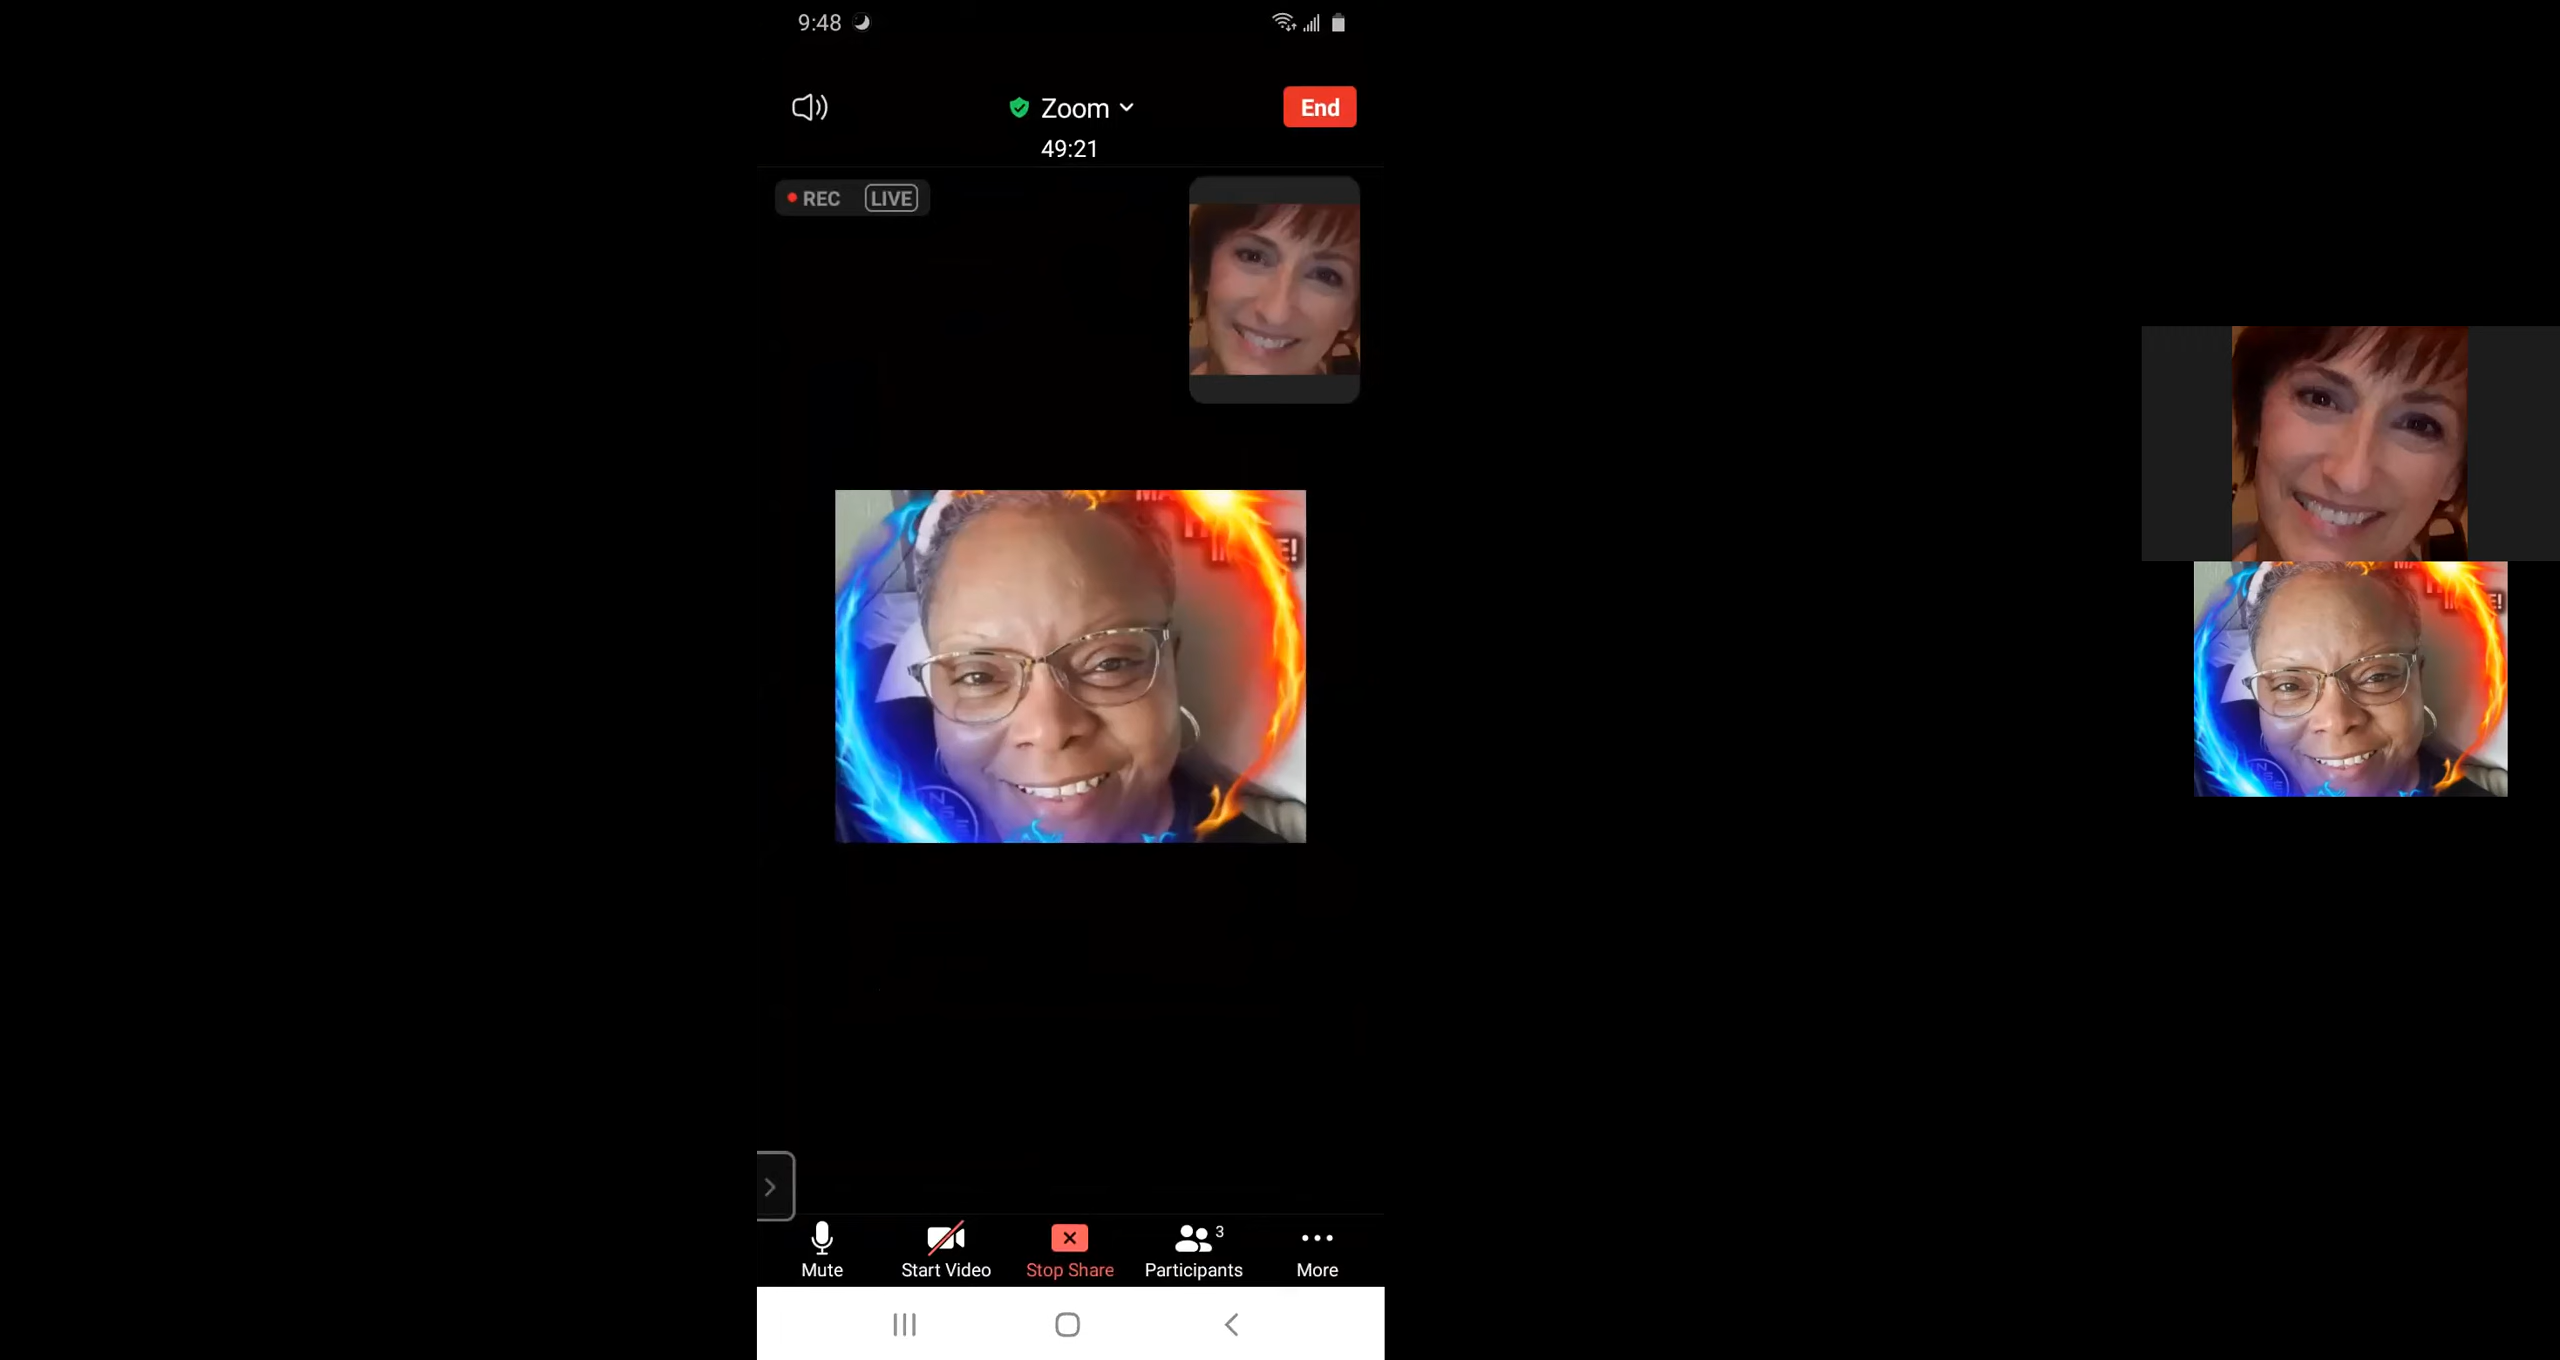 9:48
Zoom
End
49:21
REC LIVE
3
Mute
Start Video
Stop Share
Participants
More